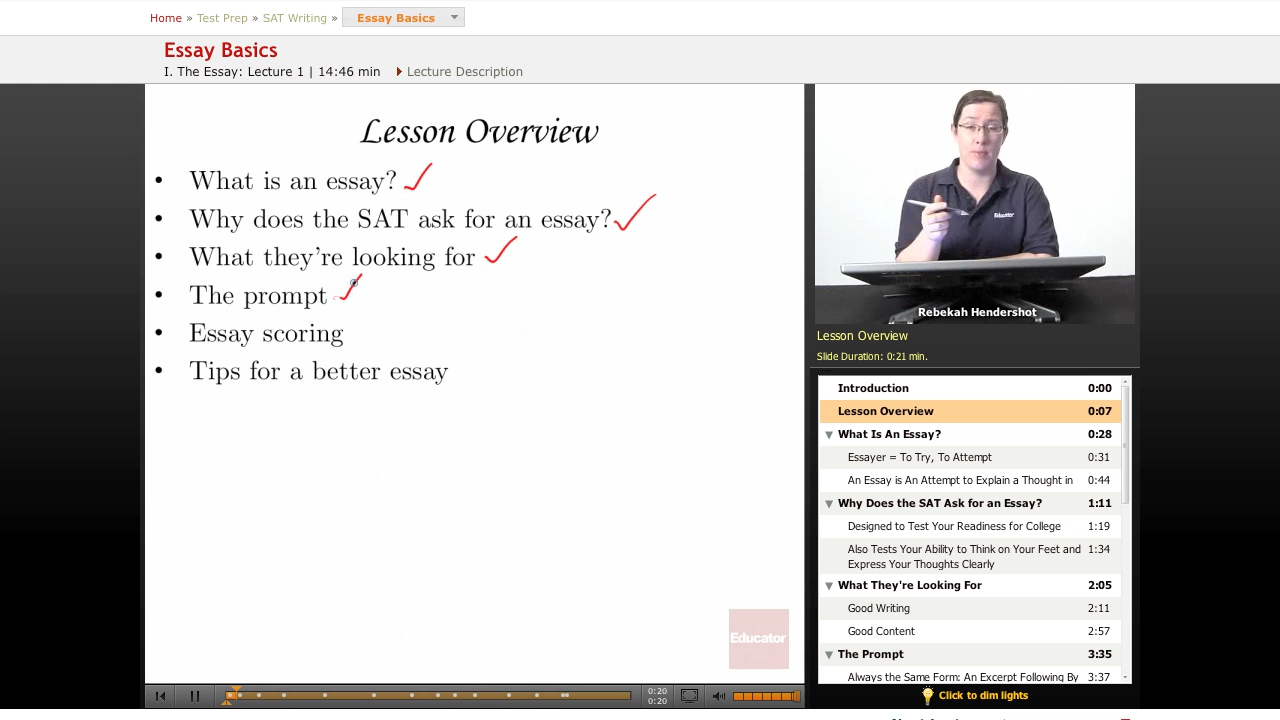 Home » Test Prep » SAT Writing » Essay Basics
Essay Basics
I. The Essay: Lecture 1 | 14:46 min Lecture Description
Lesson Overview
• What is an essay?
• Why does the SAT ask for an essay?
• What they're looking for
• The prompt
• Essay scoring
• Tips for a better essay
Educator
0:20
0:20
Educator
Rebekah Hendershot
Lesson Overview
Slide Duration: 0:21 min.
Introduction 0:00
Lesson Overview 0:07
What Is An Essay? 0:28
Essayer = To Try, To Attempt 0:31
An Essay is An Attempt to Explain a Thought in 0:44
Why Does the SAT Ask for an Essay? 1:11
Designed to Test Your Readiness for College 1:19
Also Tests Your Ability to Think on Your Feet and 1:34
Express Your Thoughts Clearly
What They're Looking For 2:05
Good Writing 2:11
Good Content 2:57
The Prompt 3:35
Always the Same Form: An Excerpt Following By 3:37
Click to dim lights